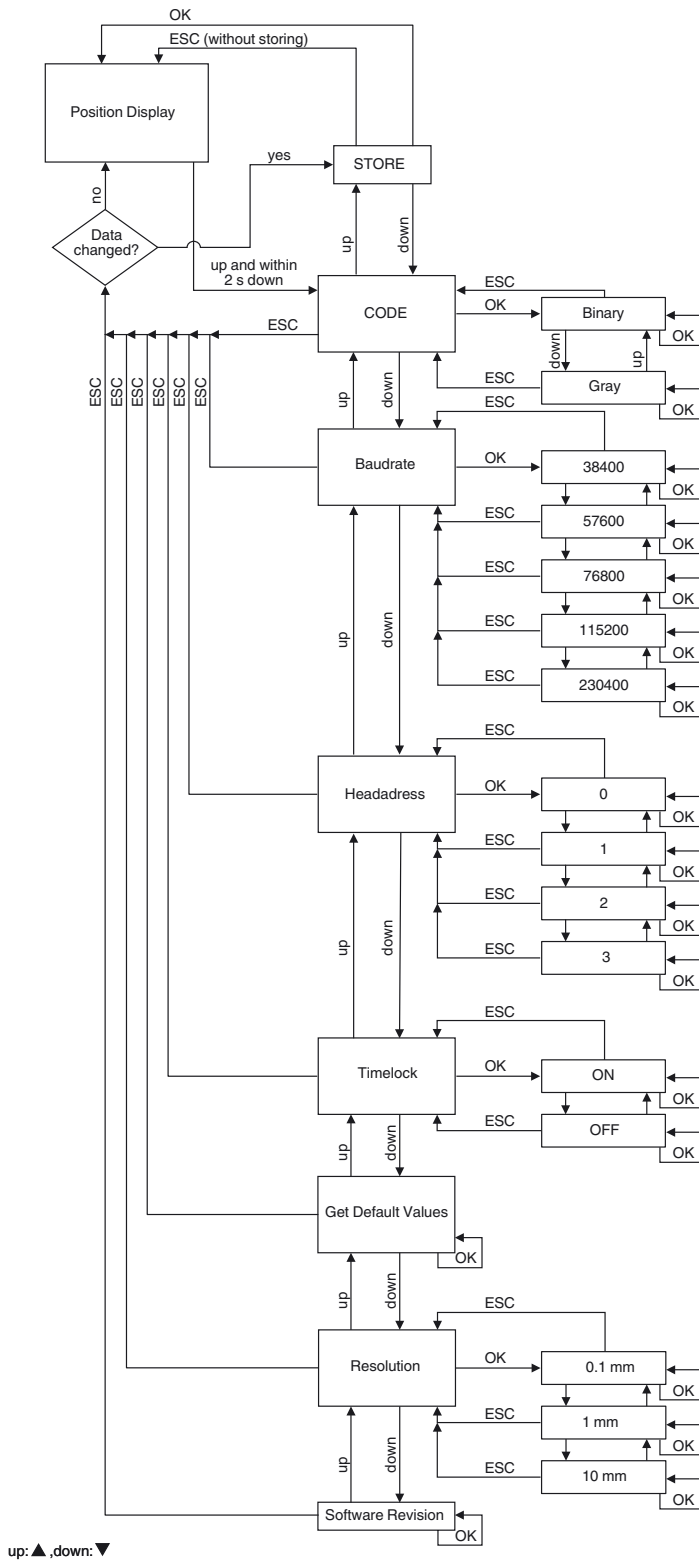 OK
ESC (without storing)
Position Display
yes
STORE
no
Data
changed?
up
down
up and within
2 s down
ESC
CODE
ESC
OK
Binary
OK
down
up
ESC
Gray
OK
ESC
ESC
ESC
ESC
ESC
ESC
up
down
ESC
Baudrate
OK
38400
OK
ESC
57600
OK
ESC
76800
OK
up
down
ESC
115200
OK
ESC
230400
OK
ESC
Headadress
OK
0
OK
ESC
1
OK
ESC
2
OK
up
down
ESC
3
OK
ESC
Timelock
OK
ON
OK
ESC
OFF
OK
up
down
Get Default Values
OK
up
down
ESC
Resolution
OK
0.1 mm
OK
ESC
1 mm
OK
up
down
ESC
10 mm
OK
Software Revision
OK
up:▲,down:▼